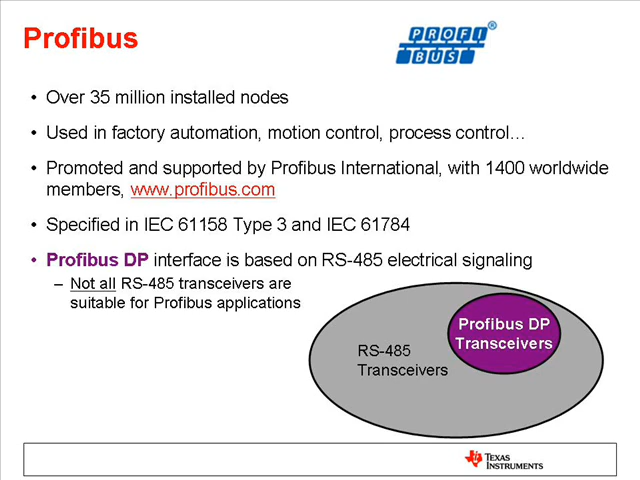 Profibus
PROFI
BUS®
• Over 35 million installed nodes
• Used in factory automation, motion control, process control…
• Promoted and supported by Profibus International, with 1400 worldwide
members, www.profibus.com
• Specified in IEC 61158 Type 3 and IEC 61784
• Profibus DP interface is based on RS-485 electrical signaling
– Not all RS-485 transceivers are
suitable for Profibus applications
Profibus DP
Transceivers
RS-485
Transceivers
TEXAS
INSTRUMENTS